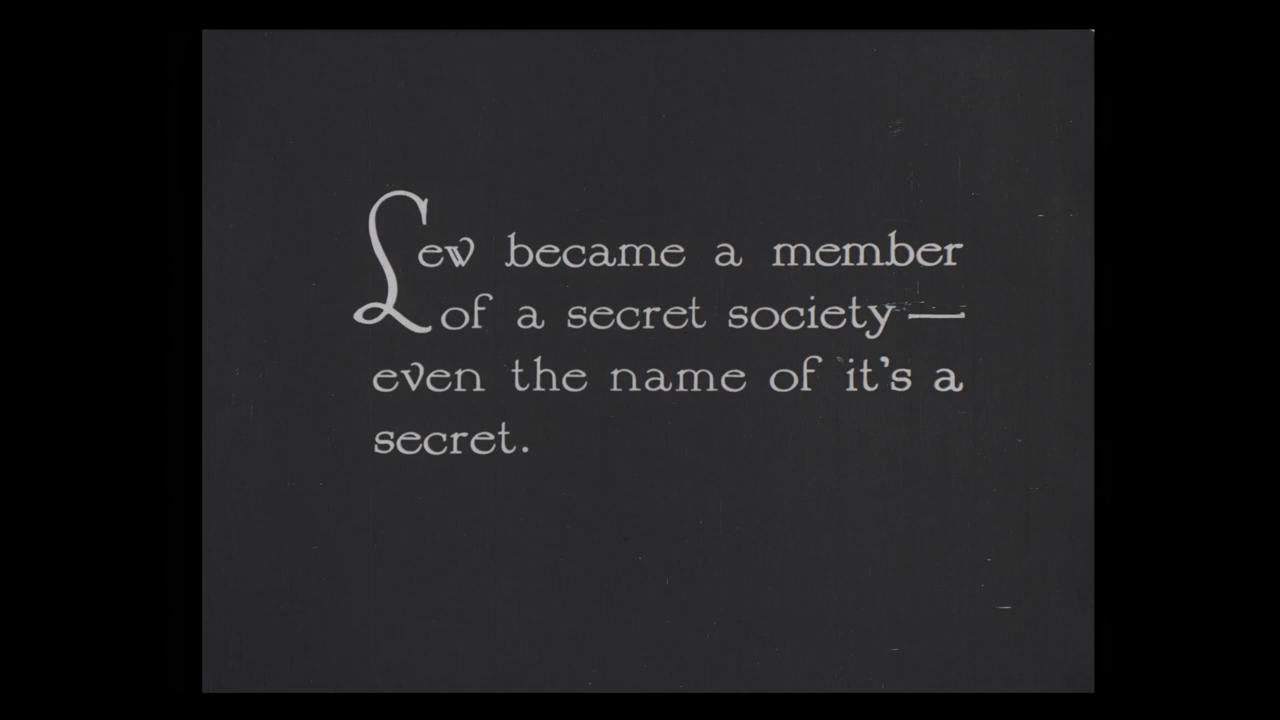 Lew became a member
of a secret society—
even the name of it's a
secret.